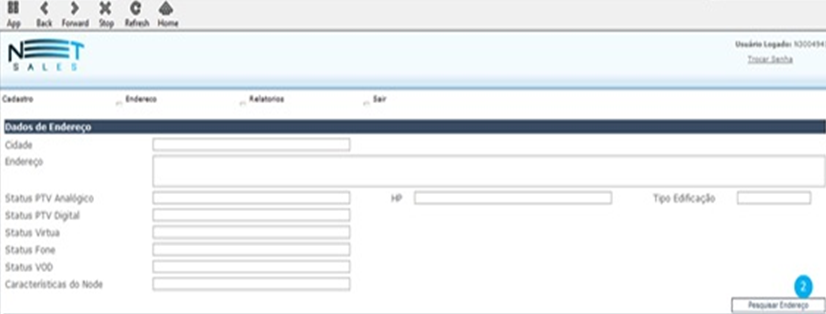 App Back Forward Stop Refresh Home
NET
SALES
Usuário Logado: N300494
Trocar Senha
Cadastro Endereco Relatorios Sair
Dados de Endereço
Cidade
Endereço
Status PTV Analógico HP Tipo Edificação
Status PTV Digital
Status Virtua
Status Fone
Status VOD
Características do Node
2
Pesquisar Endereço